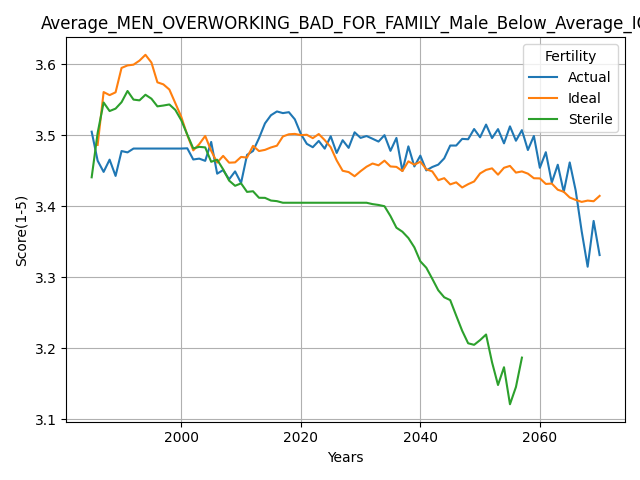 Average_MEN_OVERWORKING_BAD_FOR_FAMILY_Male_Below_Average_
Fertility
Actual
Ideal
Sterile
Score(1-5)
3.6
3.5
3.4
3.3
3.2
3.1
2000
2020
2040
2060
Years